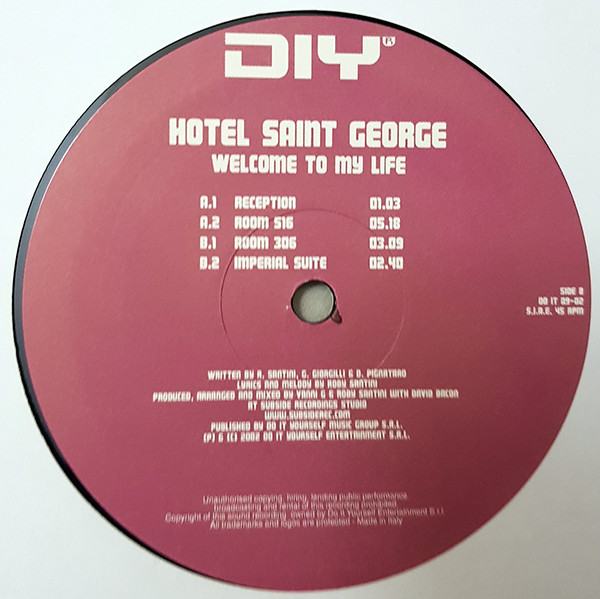 DIY®
HOTEL SAINT GEORGE
WELCOME TO MY LIFE
A.1 RECEPTION 01.03
A.2 ROOM 516 05.18
B.1 ROOM 306 03.09
B.2 IMPERIAL SUITE 02.40
SIDE B
DO IT 09-02
S.I.A.E. 45 RPM
WRITTEN BY R. SANTINI, G. GIORGILLI & D. PIGNATARO
LYRICS AND MELODY BY ROBY SANTINI
PRODUCED, ARRANGED AND MIXED BY YANNI G & ROBY SANTINI WITH DAVID BACON
AT SUBSIDE RECORDINGS STUDIO
WWW.SUBSIDEREC.COM
PUBLISHED BY DO IT YOURSELF MUSIC GROUP S.R.L.
(P) & (C) 2002 DO IT YOURSELF ENTERTAINMENT S.R.L.
Unauthorised copying, hiring, lending public performance
broadcasting and rental of this recording prohibited
Copyright of this sound recording, owned by Do it Yourself Entertainment S.r.l.
All trademarks and logos are protected - Made in Italy